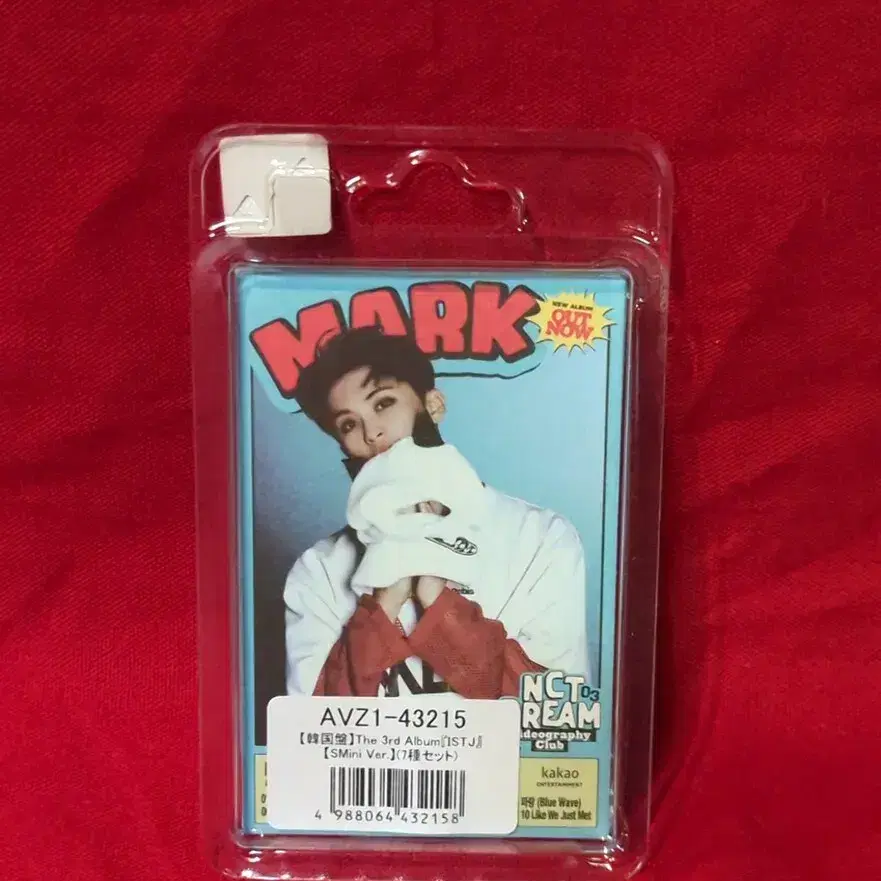 MARK
NEW ALBUM
OUT
NOW
NCT 03
DREAM
Videography
Club
AVZ1-43215
【韓国盤】The 3rd Album『ISTJ』
【SMini Ver.】(7種セット)
4 988064 432158
kakao
ENTERTAINMENT
파랑 (Blue Wave)
10 Like We Just Met